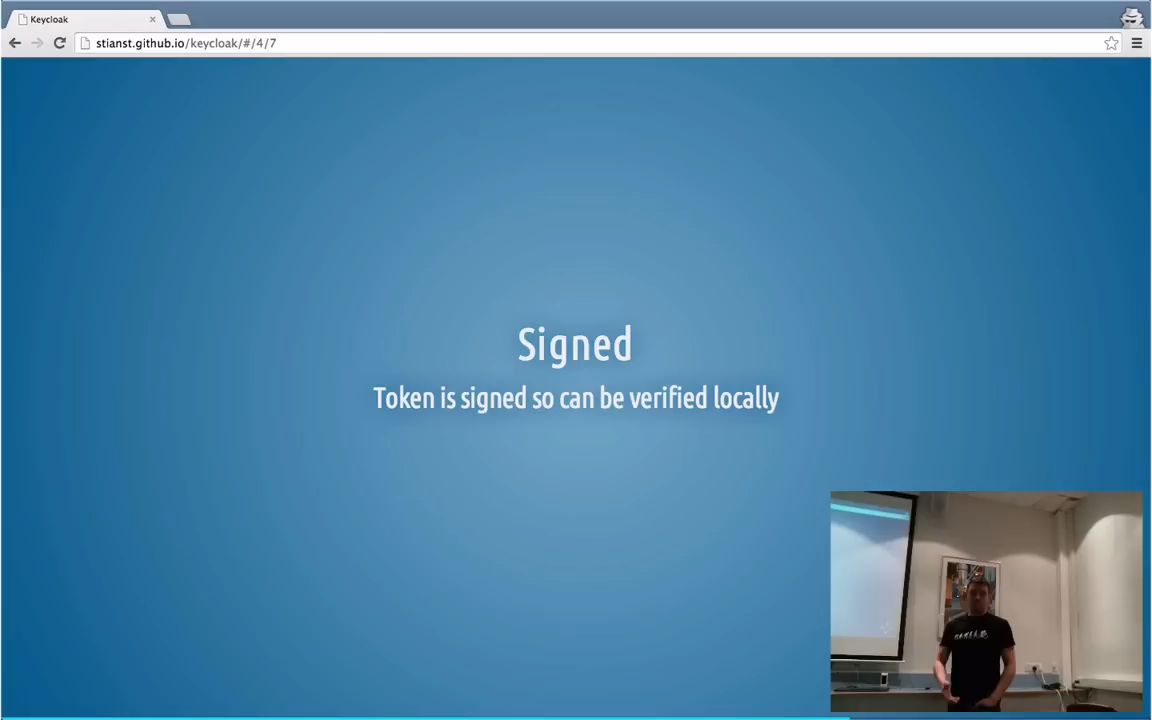 Keycloak
stianst.github.io/keycloak/#/4/7
Signed
Token is signed so can be verified locally